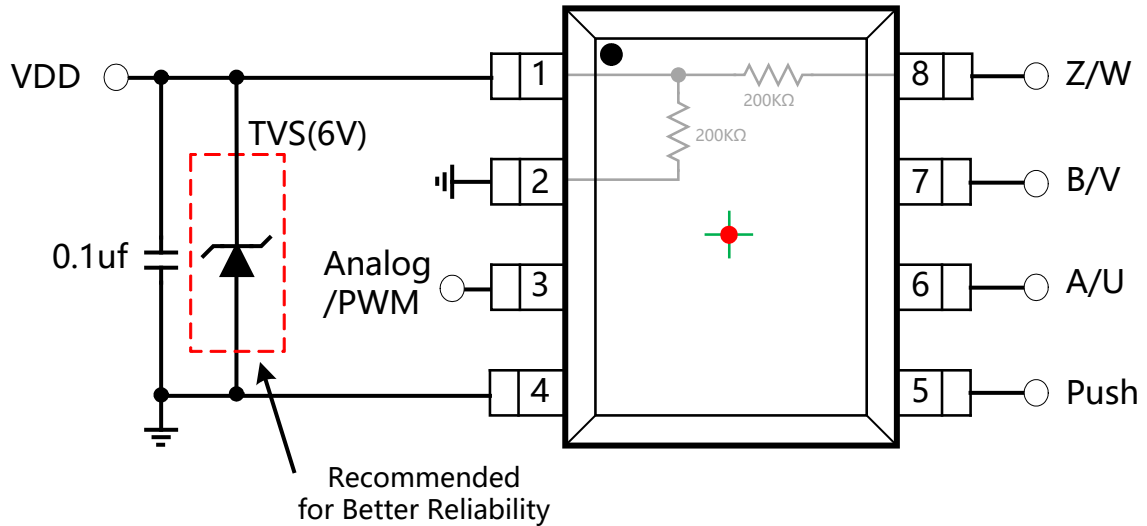 VDD
TVS(6V)
0.1uf
Analog
/PWM
Recommended
for Better Reliability
1
2
3
4
200KΩ
200KΩ
8
7
6
5
Z/W
B/V
A/U
Push